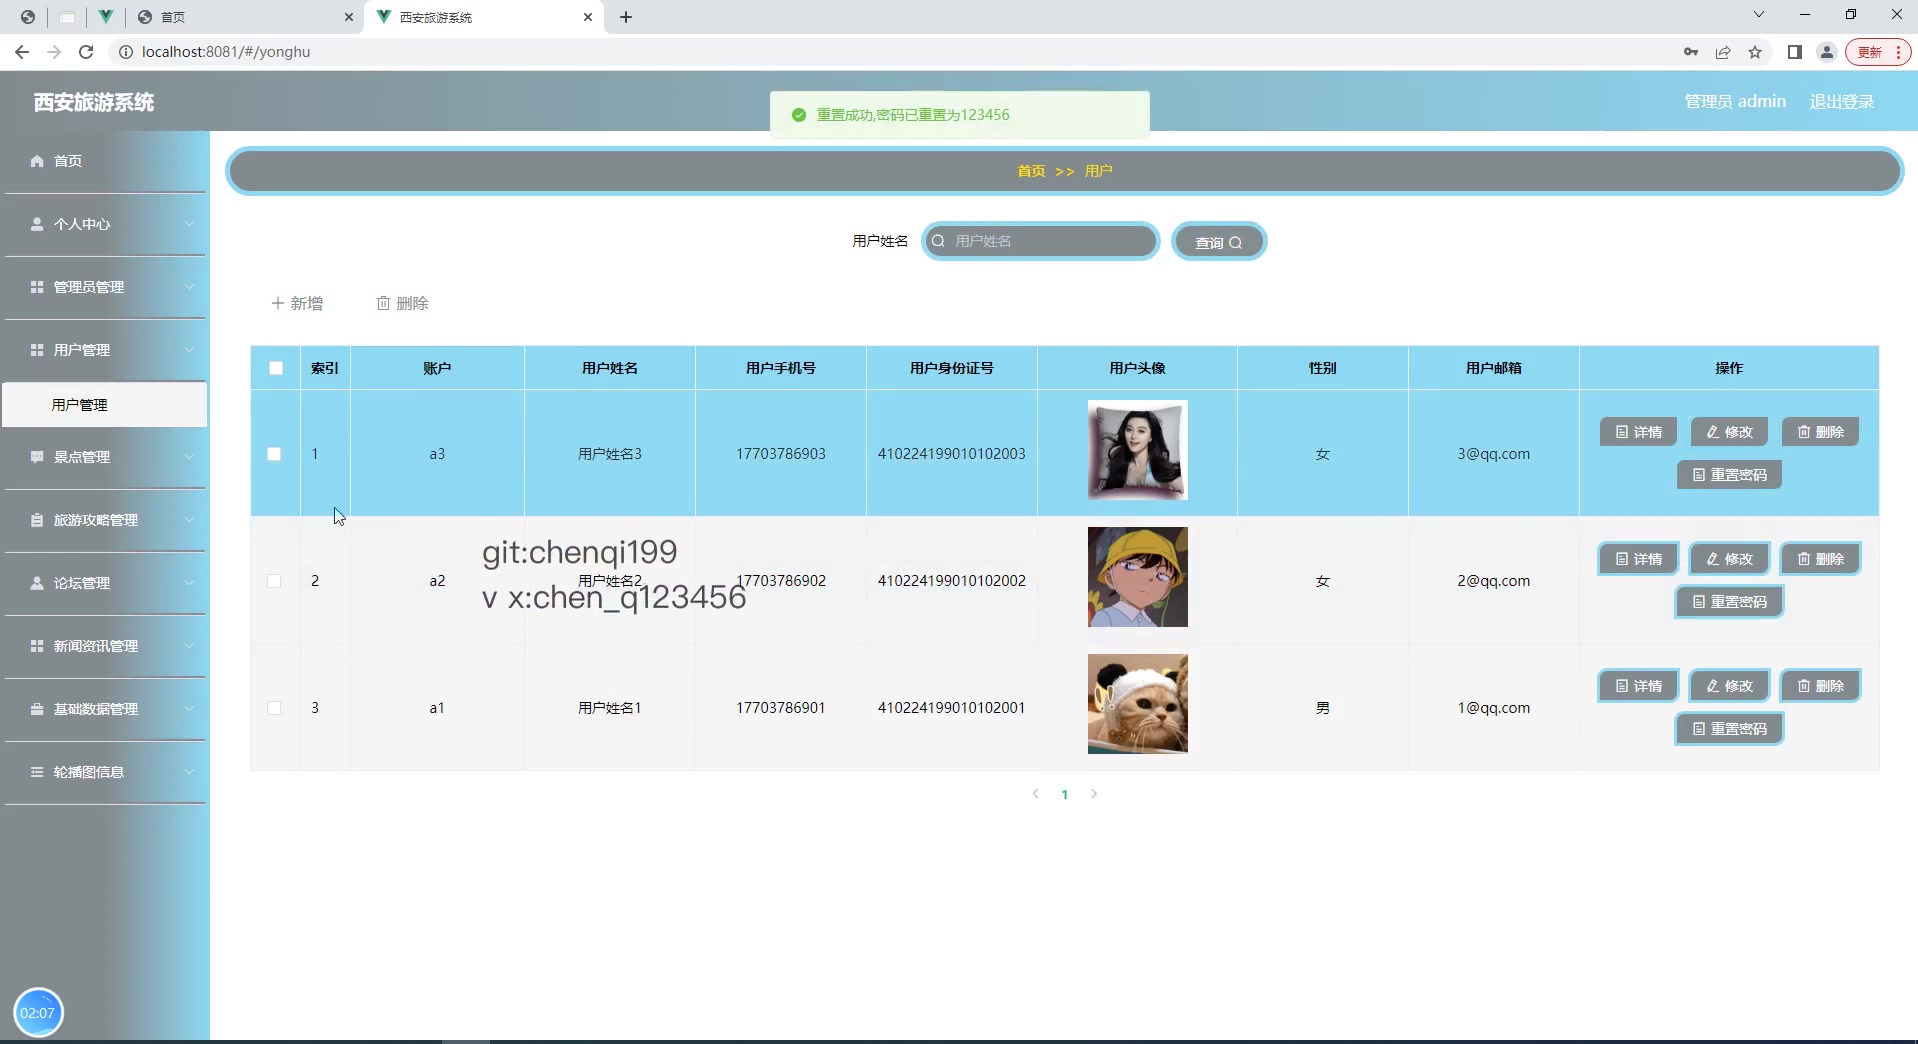 首页
西安旅游系统
localhost:8081/#/yonghu
更新
西安旅游系统
重置成功,密码已重置为123456
管理员 admin
退出登录
首页
个人中心
管理员管理
用户管理
用户管理
景点管理
旅游攻略管理
论坛管理
新闻资讯管理
基础数据管理
轮播图信息
首页 >> 用户
用户姓名 用户姓名 查询
新增 删除
索引 账户 用户姓名 用户手机号 用户身份证号 用户头像 性别 用户邮箱 操作
1 a3 用户姓名3 17703786903 410224199010102003 女 3@qq.com 详情 修改 删除
重置密码
2 a2 用户姓名2 17703786902 410224199010102002 女 2@qq.com 详情 修改 删除
重置密码
3 a1 用户姓名1 17703786901 410224199010102001 男 1@qq.com 详情 修改 删除
重置密码
git:chenqi199
v x:chen_q123456
1
02:07